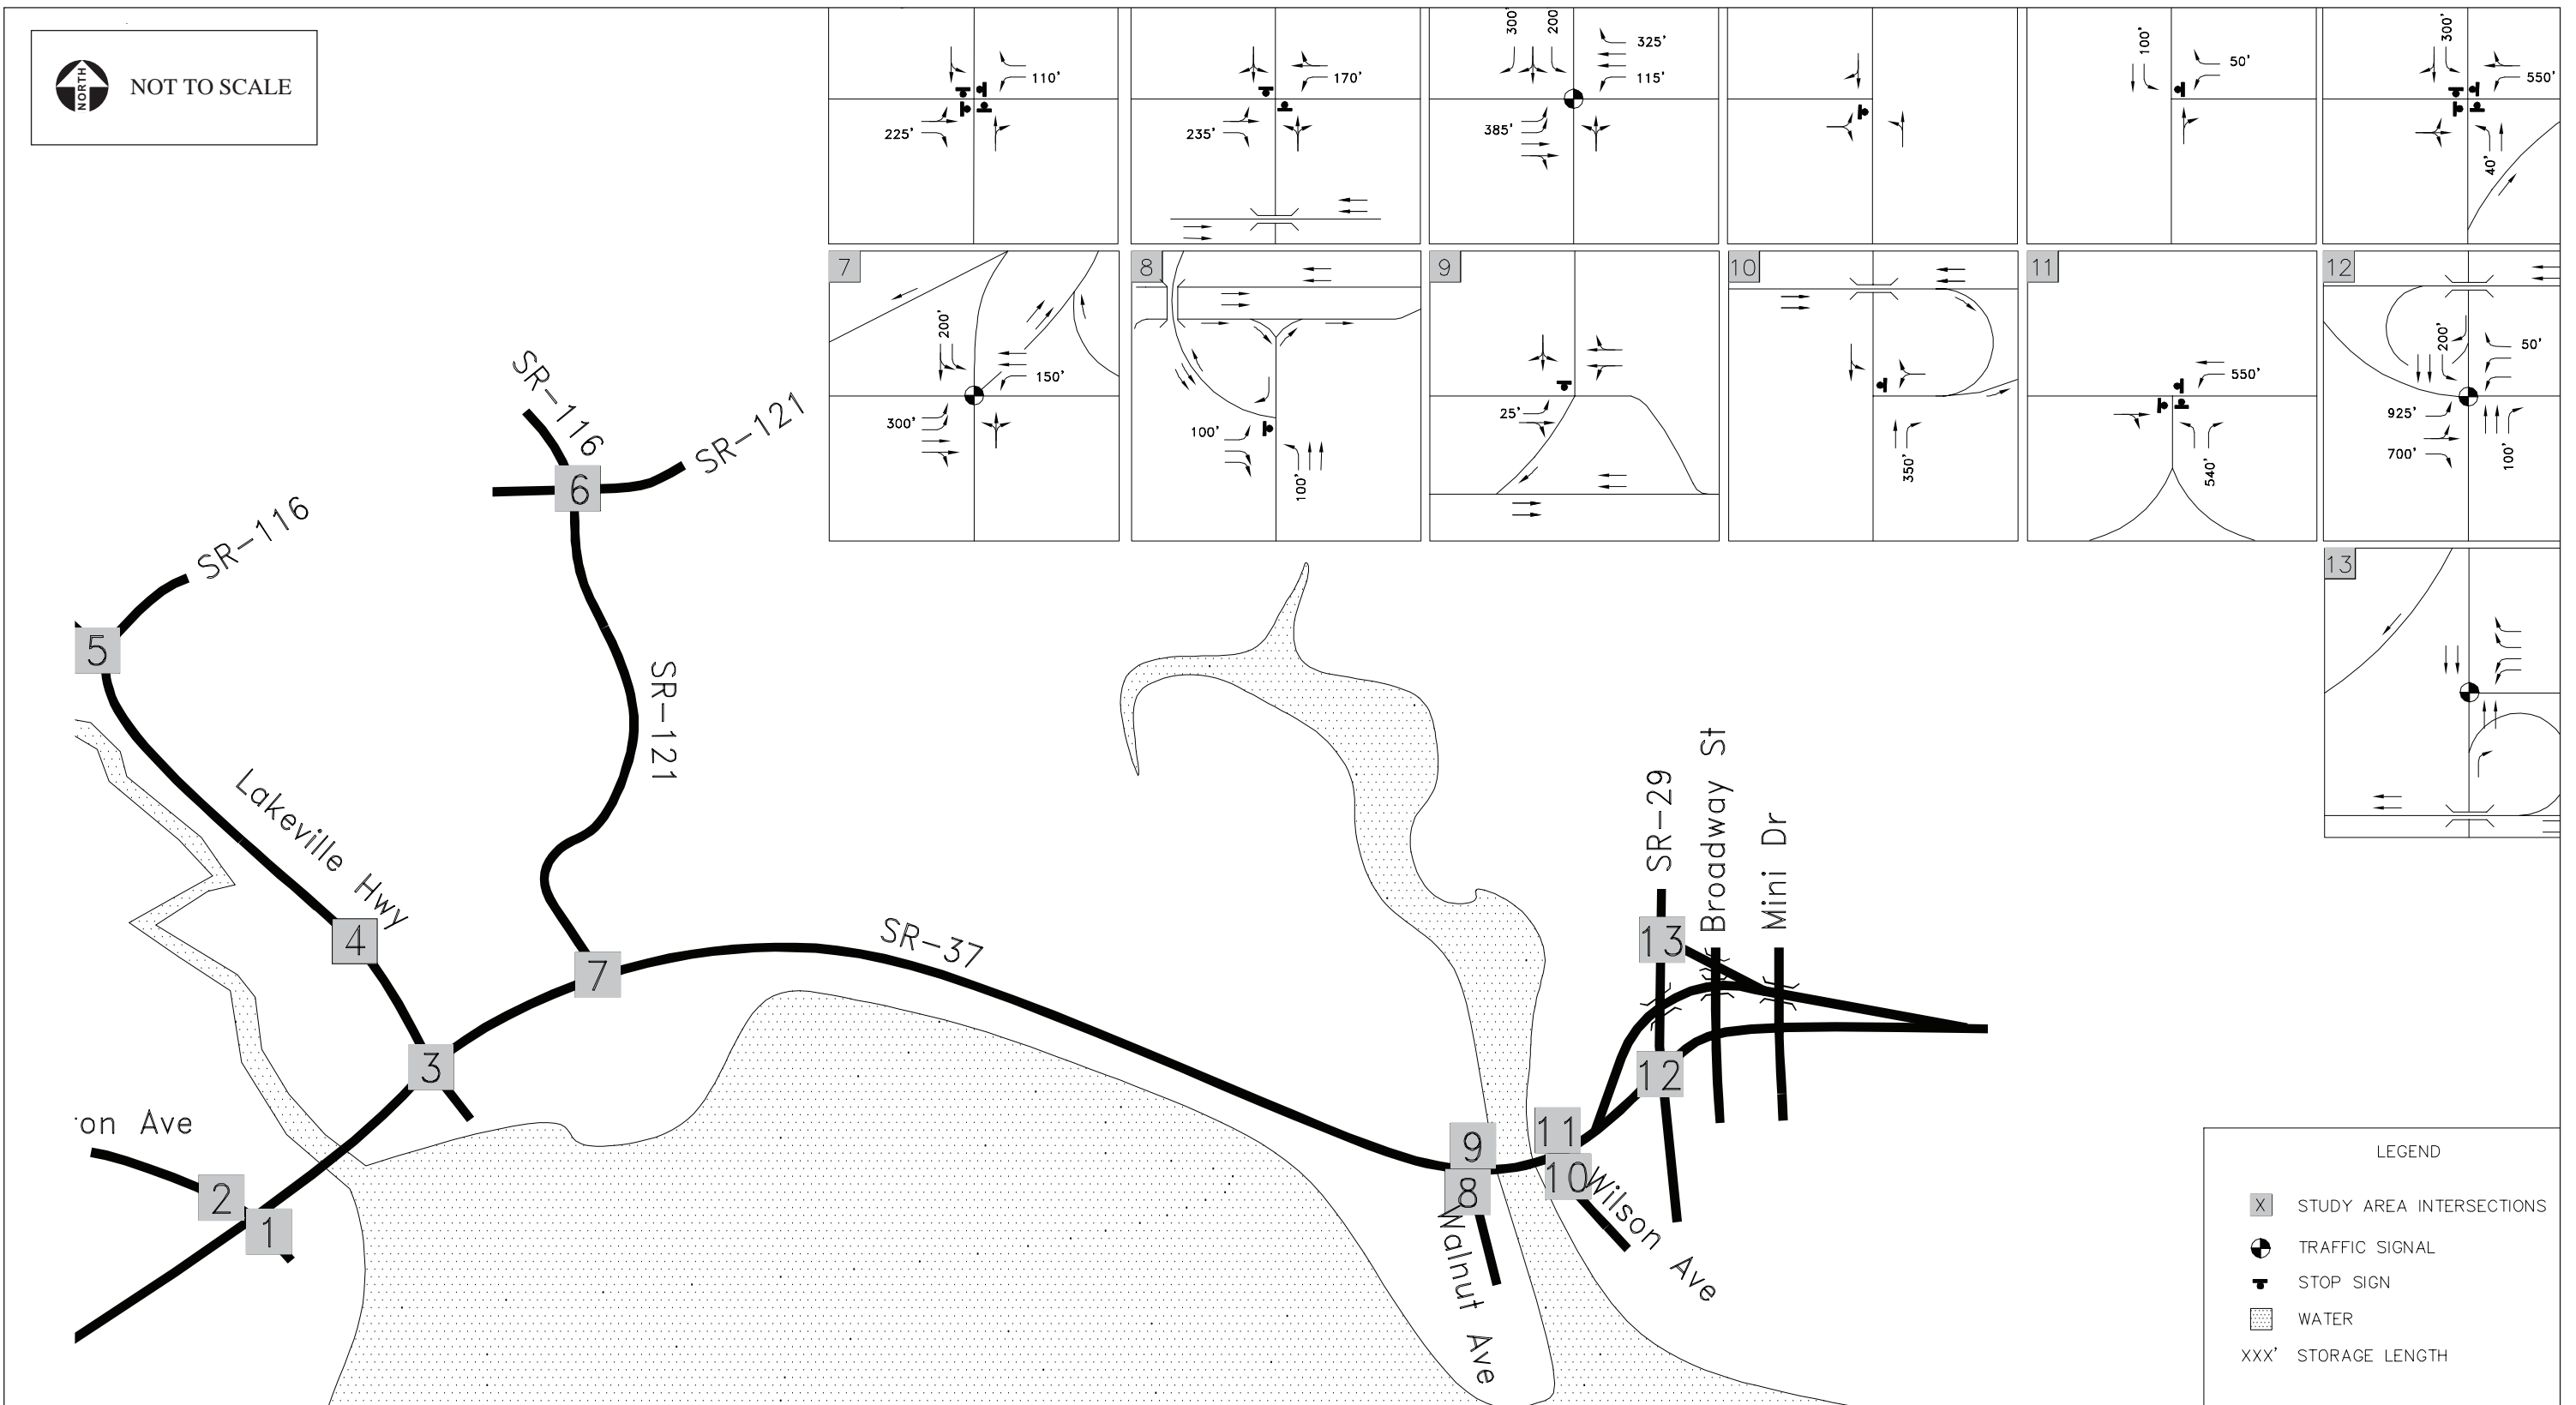 NORTH
NOT TO SCALE
110'
225'
170'
235'
300'
200
325'
115'
385'
100'
50'
300'
550'
40'
7
200'
150'
300'
8
100'
100'
9
25'
10
350'
11
550'
540'
12
200'
50'
925'
700'
100'
13
SR-116
SR-121
6
SR-116
5
SR-121
Lakeville Hwy
4
SR-37
7
3
SR-29
Broadway St
Mini Dr
13
12
on Ave
2
1
9
8
11
10
Walnut Ave
Wilson Ave
LEGEND
X STUDY AREA INTERSECTIONS
TRAFFIC SIGNAL
STOP SIGN
WATER
XXX' STORAGE LENGTH